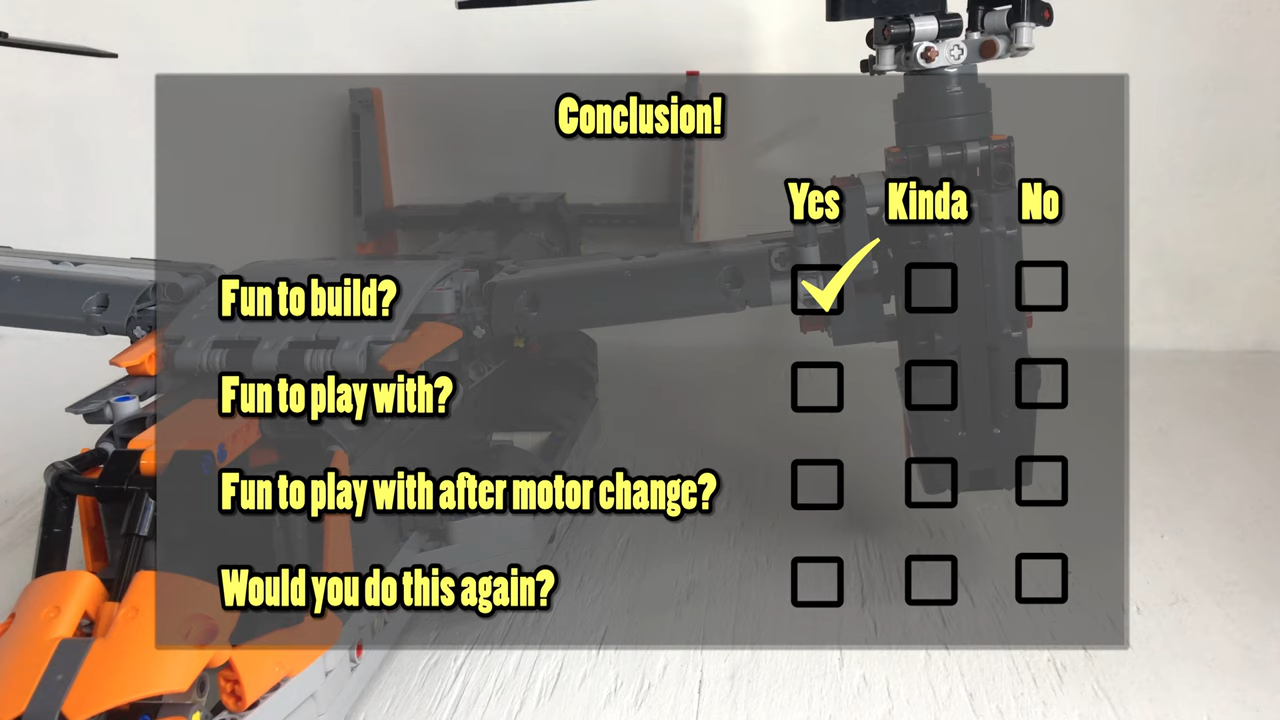 Conclusion!
Yes Kinda No
Fun to build?
Fun to play with?
Fun to play with after motor change?
Would you do this again?